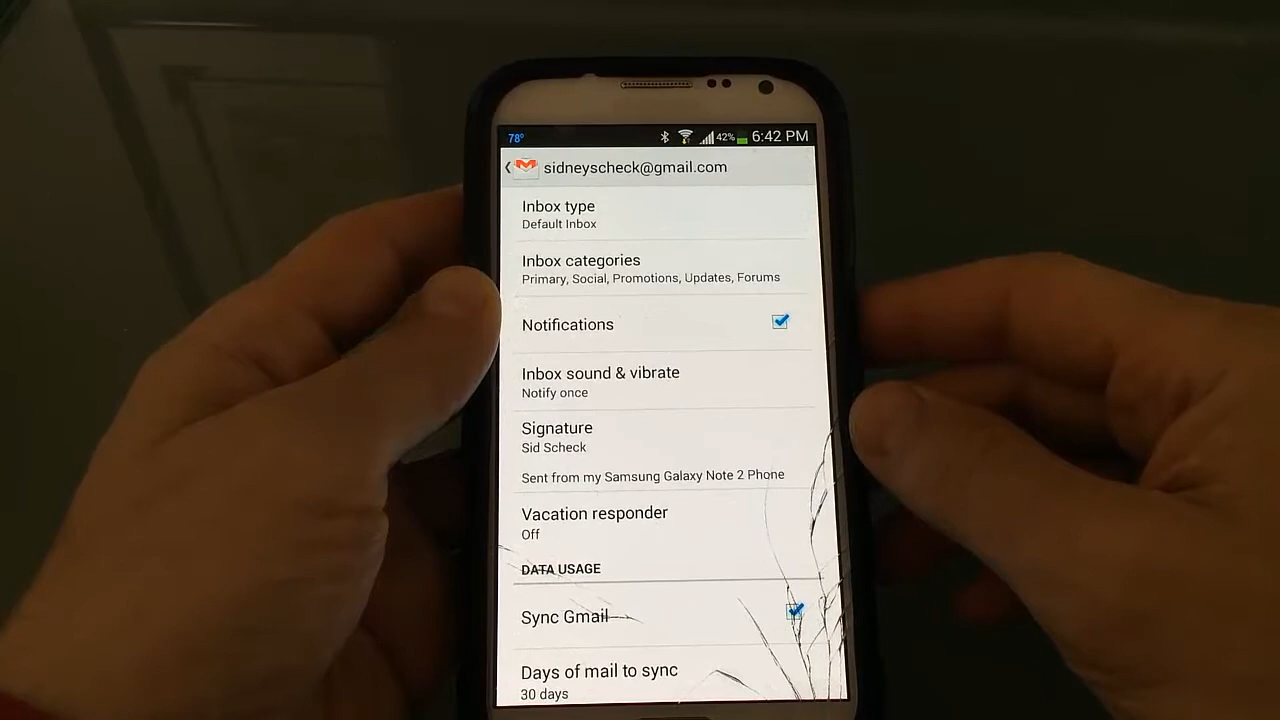 78° 42% 6:42 PM
sidneyscheck@gmail.com
Inbox type
Default Inbox
Inbox categories
Primary, Social, Promotions, Updates, Forums
Notifications
Inbox sound & vibrate
Notify once
Signature
Sid Scheck
Sent from my Samsung Galaxy Note 2 Phone
Vacation responder
Off
DATA USAGE
Sync Gmail
Days of mail to sync
30 days